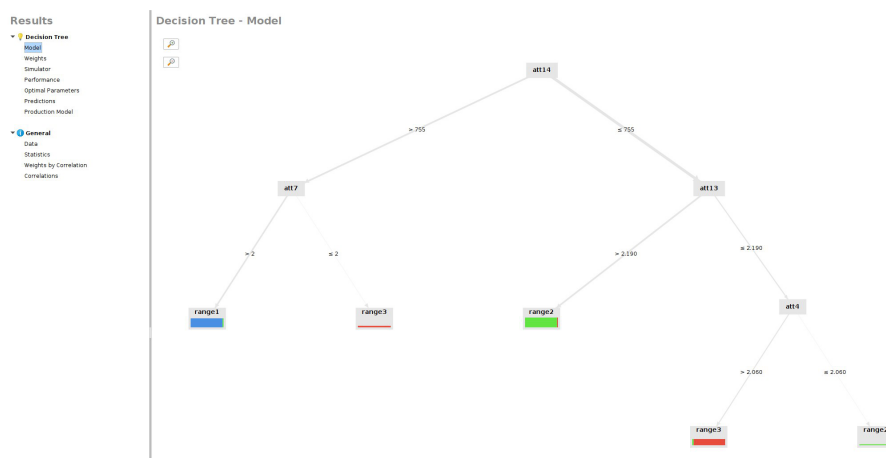 Results
Decision Tree
Model
Weights
Simulator
Performance
Optimal Parameters
Predictions
Production Model
General
Data
Statistics
Weights by Correlation
Correlations
Decision Tree - Model
att14
> 755
≤ 755
att7
att13
> 2
≤ 2
> 2.190
≤ 2.190
range1
range3
range2
att4
> 2.060
≤ 2.060
range3
range2